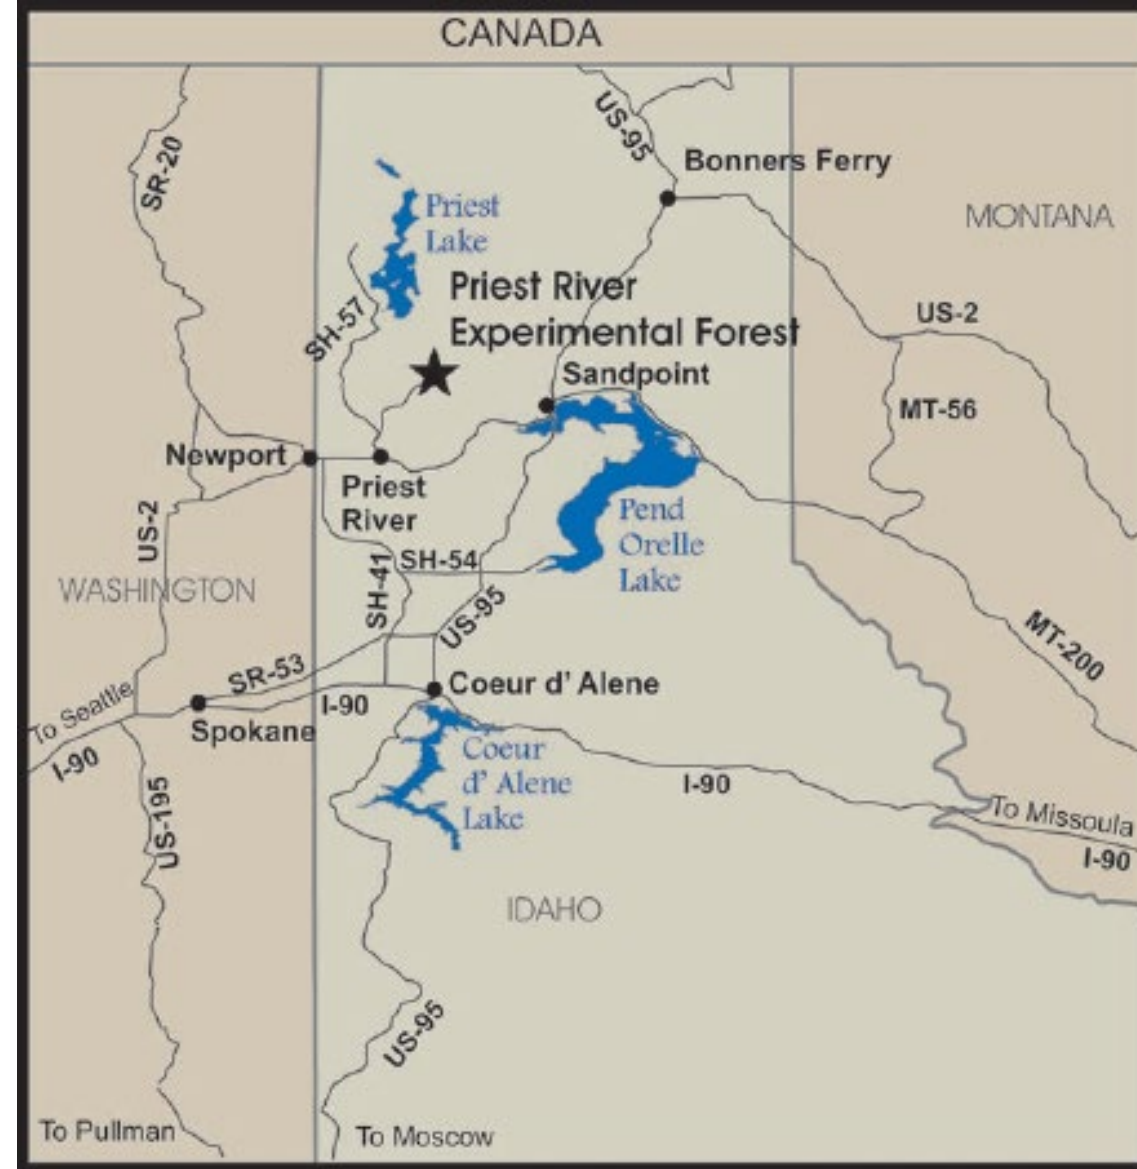 CANADA
US-95
SR-20
Bonners Ferry
Priest
Lake
MONTANA
Priest River
Experimental Forest
SH-57
US-2
Sandpoint
MT-56
Newport
Priest
River
US-2
Pend
Orelle
Lake
SH-54
SH-41
WASHINGTON
US-95
MT-200
SR-53
Coeur d' Alene
To Seattle
I-90
Spokane
I-90
Coeur
d' Alene
Lake
I-90
US-195
To Missoula
I-90
IDAHO
US-95
To Pullman
To Moscow